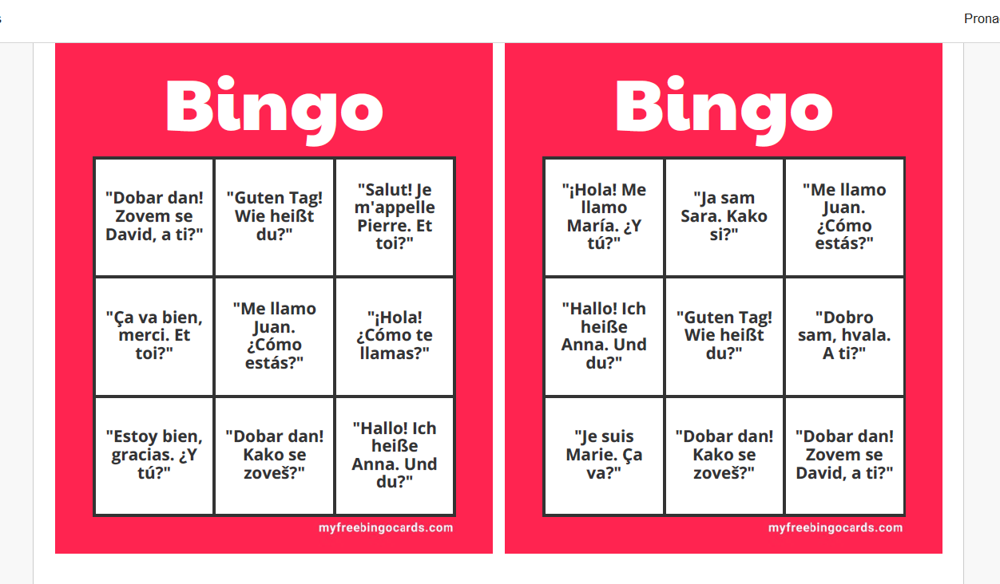 Prona
Bingo
"Dobar dan!
Zovem se
David, a ti?"
"Guten Tag!
Wie heißt
du?"
"Salut! Je
m'appelle
Pierre. Et
toi?"
"Ça va bien,
merci. Et
toi?"
"Me llamo
Juan.
¿Cómo
estás?"
"¡Hola!
¿Cómo te
llamas?"
"Estoy bien,
gracias. ¿Y
tú?"
"Dobar dan!
Kako se
zoveš?"
"Hallo! Ich
heiße
Anna. Und
du?"
myfreebingocards.com
Bingo
"¡Hola! Me
llamo
María. ¿Y
tú?"
"Ja sam
Sara. Kako
si?"
"Me llamo
Juan.
¿Cómo
estás?"
"Hallo! Ich
heiße
Anna. Und
du?"
"Guten Tag!
Wie heißt
du?"
"Dobro
sam, hvala.
A ti?"
"Je suis
Marie. Ça
va?"
"Dobar dan!
Kako se
zoveš?"
"Dobar dan!
Zovem se
David, a ti?"
myfreebingocards.com